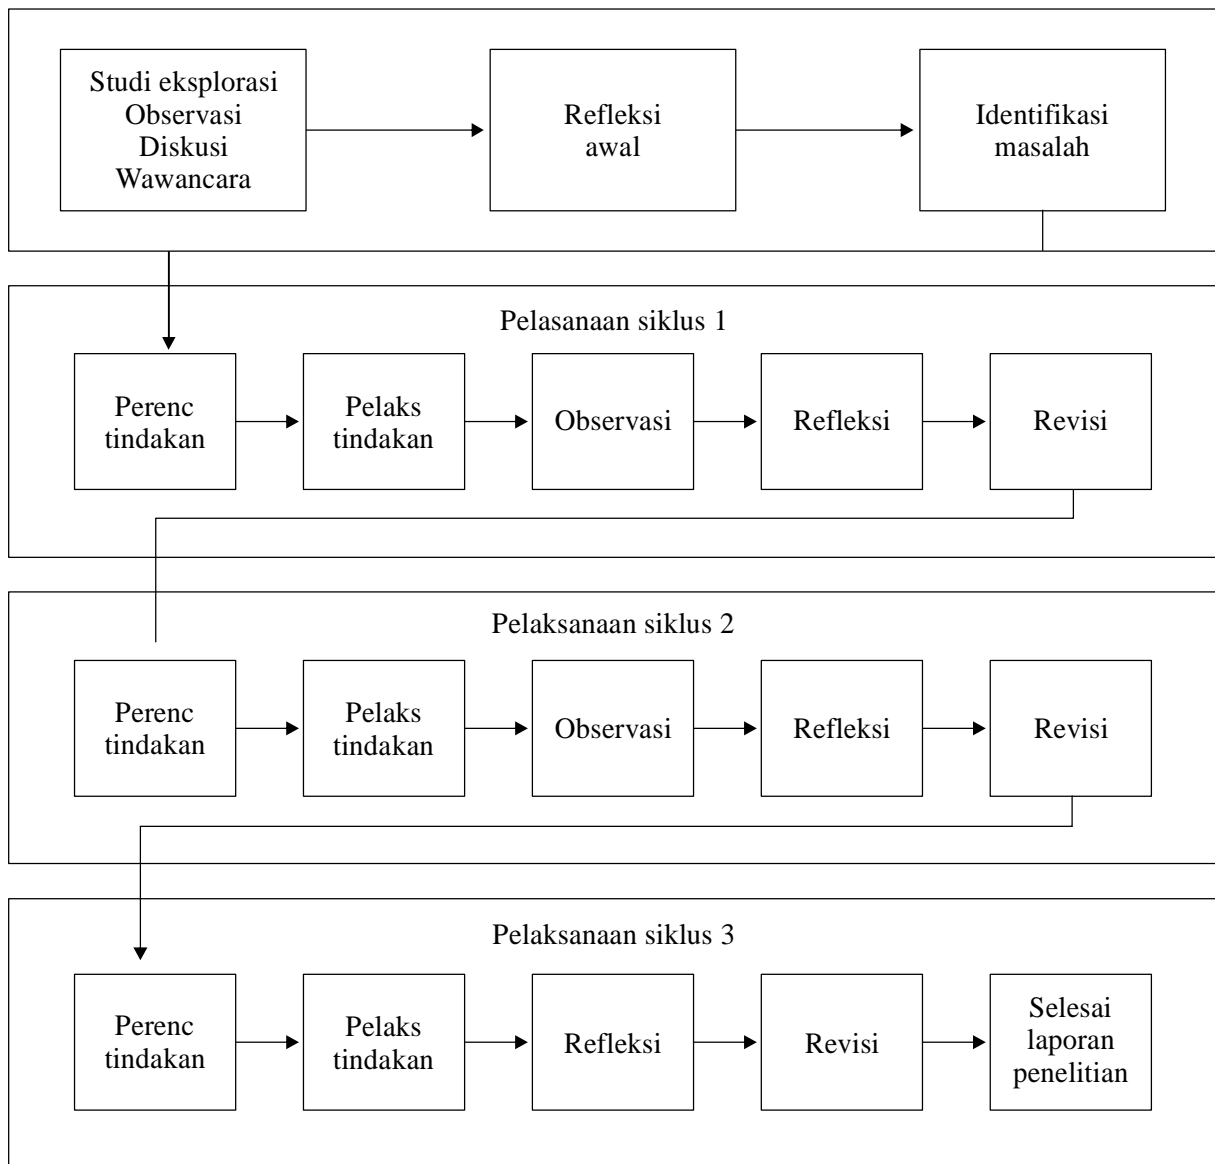 Studi eksplorasi
Observasi
Diskusi
Wawancara
Refleksi
awal
Identifikasi
masalah
Pelasanaan siklus 1
Perenc
tindakan
Pelaks
tindakan
Observasi
Refleksi
Revisi
Pelaksanaan siklus 2
Perenc
tindakan
Pelaks
tindakan
Observasi
Refleksi
Revisi
Pelaksanaan siklus 3
Perenc
tindakan
Pelaks
tindakan
Refleksi
Revisi
Selesai
laporan
penelitian